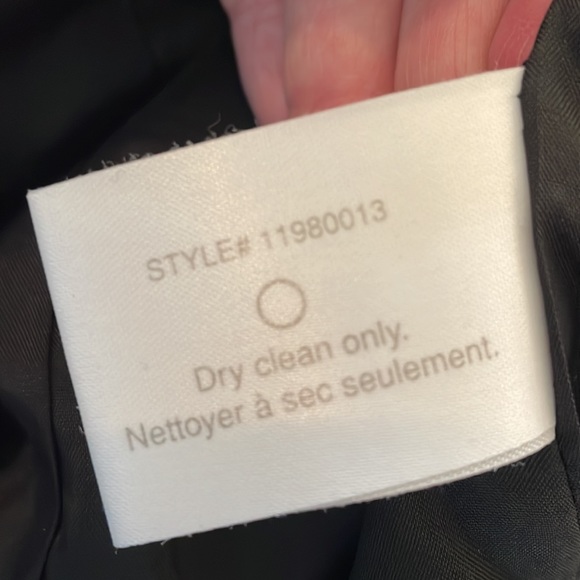 STYLE# 11980013
Dry clean only.
Nettoyer à sec seulement.